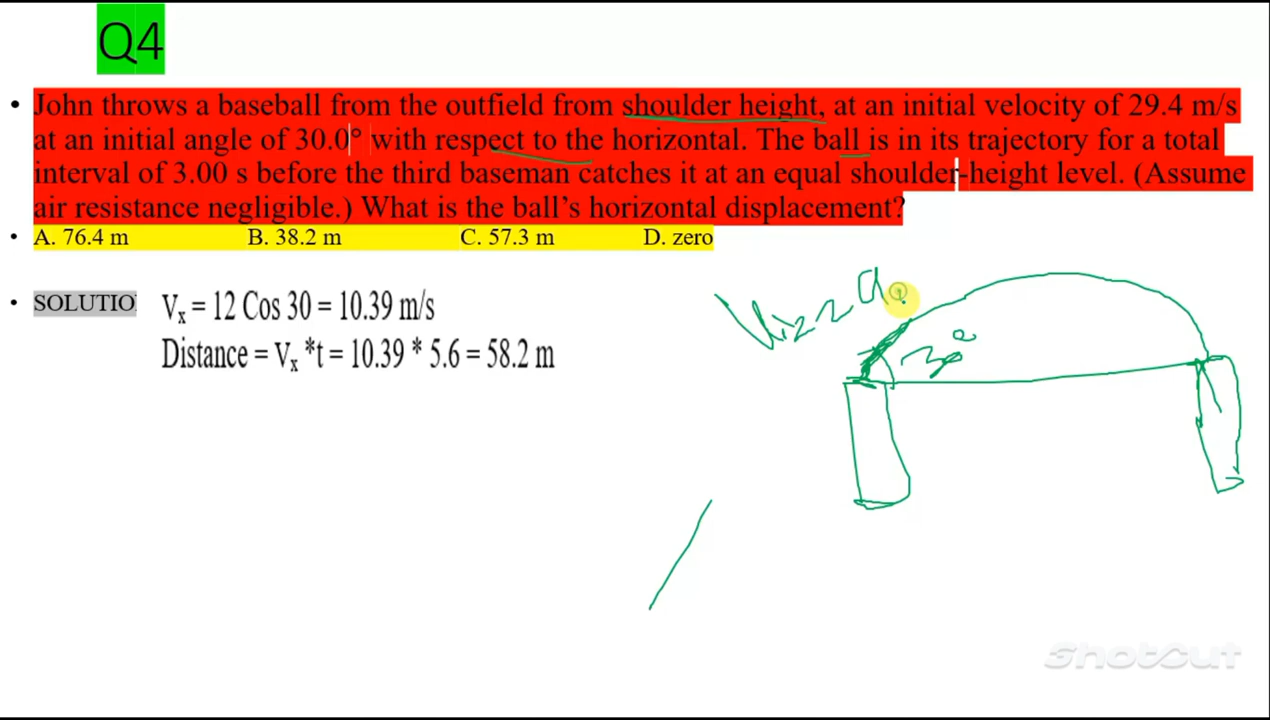 Q4
• John throws a baseball from the outfield from shoulder height, at an initial velocity of 29.4 m/s
at an initial angle of 30.0° with respect to the horizontal. The ball is in its trajectory for a total
interval of 3.00 s before the third baseman catches it at an equal shoulder-height level. (Assume
air resistance negligible.) What is the ball’s horizontal displacement?
• A. 76.4 m B. 38.2 m C. 57.3 m D. zero
• SOLUTIO
Vx = 12 Cos 30 = 10.39 m/s
Distance = Vx *t = 10.39 * 5.6 = 58.2 m
30°
Shotcut